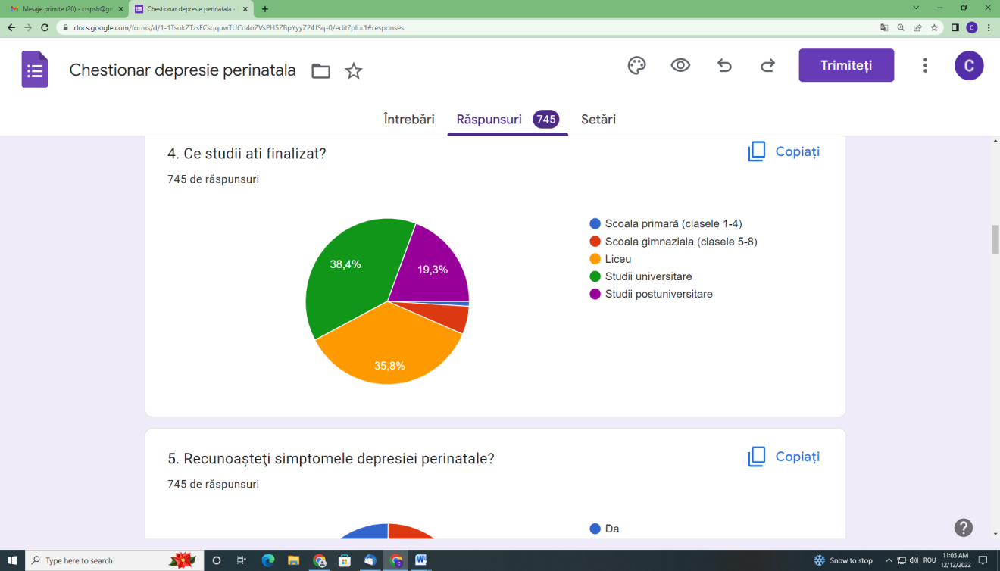 Mesaje primite (20) - crspsb@gm
Chestionar depresie perinatala -
docs.google.com/forms/d/1-1TsokZTzsFCsqquwTUCd4oZVsPH5ZBpYyyZ24JSq-0/edit?pli=1#responses
C
Chestionar depresie perinatala
Trimiteți
C
Întrebări
Răspunsuri
745
Setări
4. Ce studii ati finalizat?
Copiați
745 de răspunsuri
Scoala primară (clasele 1-4)
Scoala gimnaziala (clasele 5-8)
Liceu
Studii universitare
Studii postuniversitare
38,4%
19,3%
35,8%
5. Recunoașteţi simptomele depresiei perinatale?
Copiați
745 de răspunsuri
Da
Type here to search
Snow to stop
ROU
11:05 AM
12/12/2022